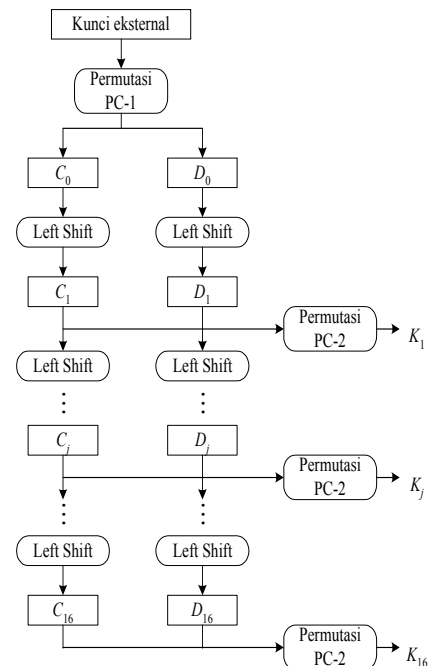 Kunci eksternal
Permutasi
PC-1
C0 D0
Left Shift Left Shift
C1 D1
Permutasi
PC-2
K1
Left Shift Left Shift
Cj Dj
Permutasi
PC-2
Kj
Left Shift Left Shift
C16 D16
Permutasi
PC-2
K16